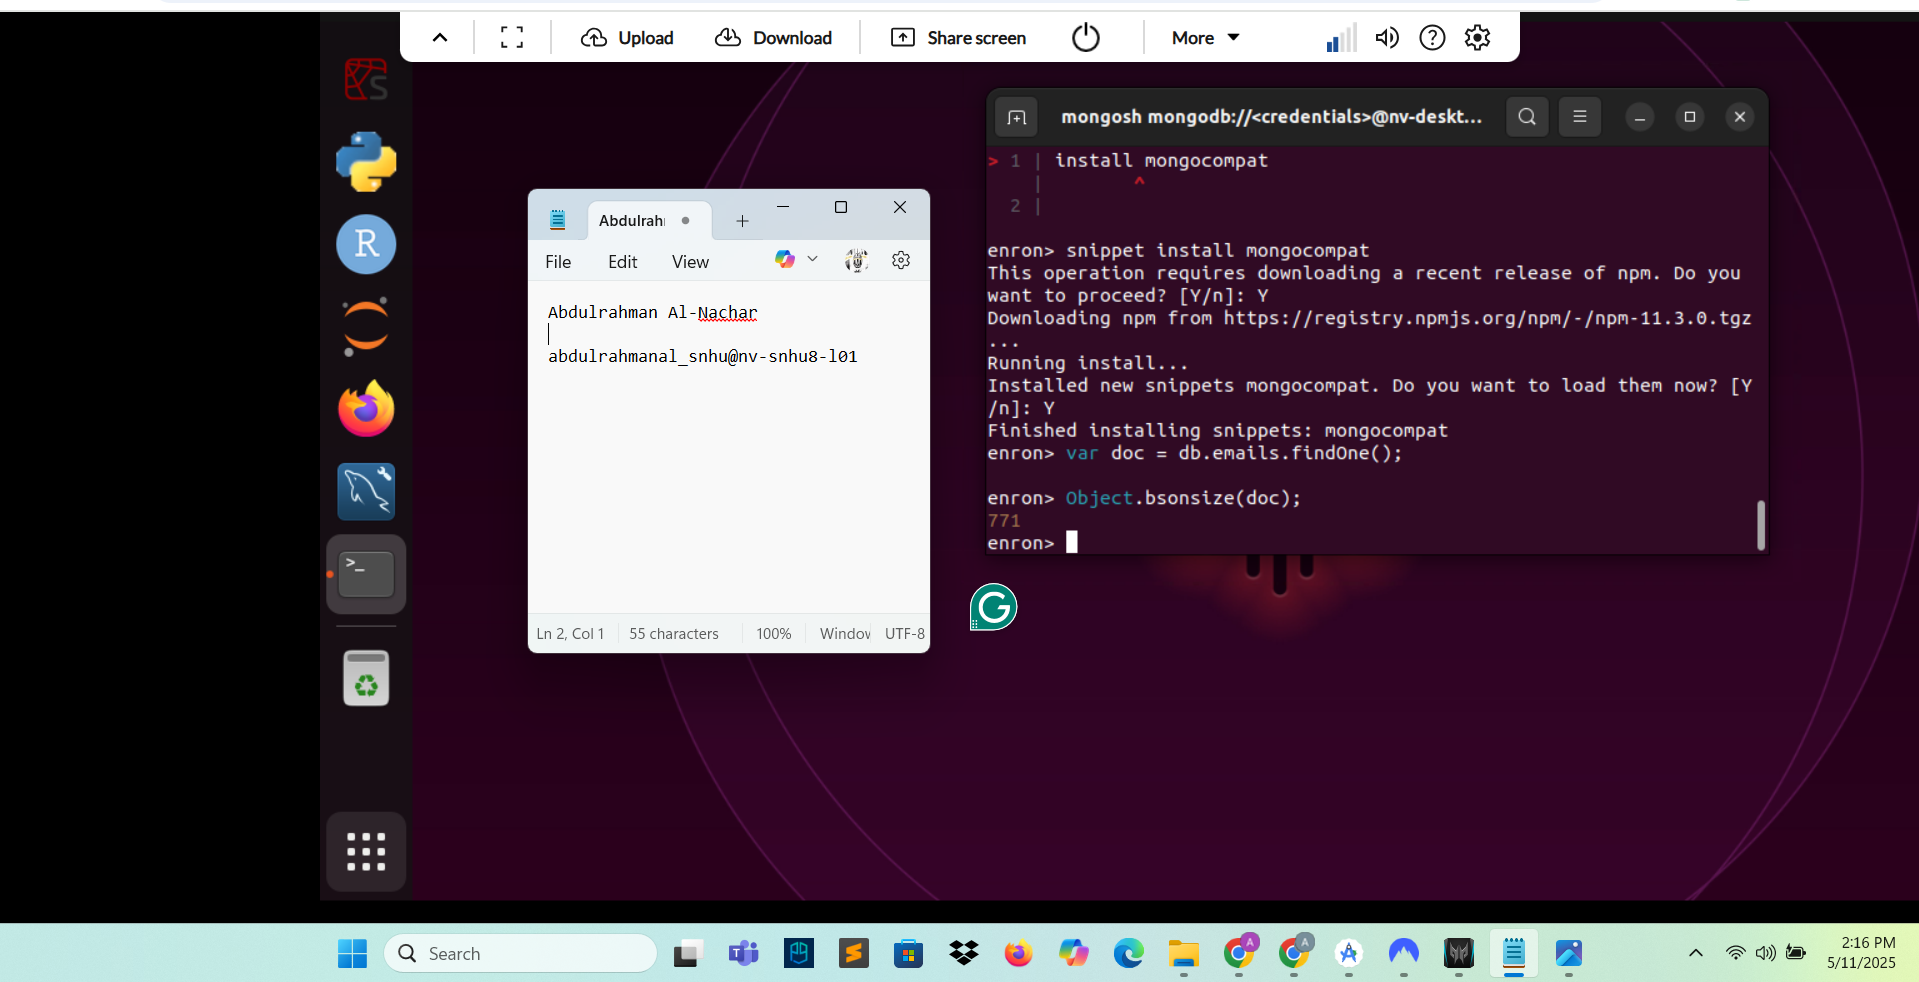 Upload
Download
Share screen
More
S
R
Abdulrah
File
Edit
View
Abdulrahman Al-Nachar
abdulrahmanal_snhu@nv-snhu8-l01
Ln 2, Col 1
55 characters
100%
Window
UTF-8
mongosh mongodb://<credentials>@nv-deskt...
> 1 | install mongocompat
| ^
2 |
enron> snippet install mongocompat
This operation requires downloading a recent release of npm. Do you
want to proceed? [Y/n]: Y
Downloading npm from https://registry.npmjs.org/npm/-/npm-11.3.0.tgz
...
Running install...
Installed new snippets mongocompat. Do you want to load them now? [Y
/n]: Y
Finished installing snippets: mongocompat
enron> var doc = db.emails.findOne();
enron> Object.bsonsize(doc);
771
enron>
G
Search
A
A
2:16 PM
5/11/2025